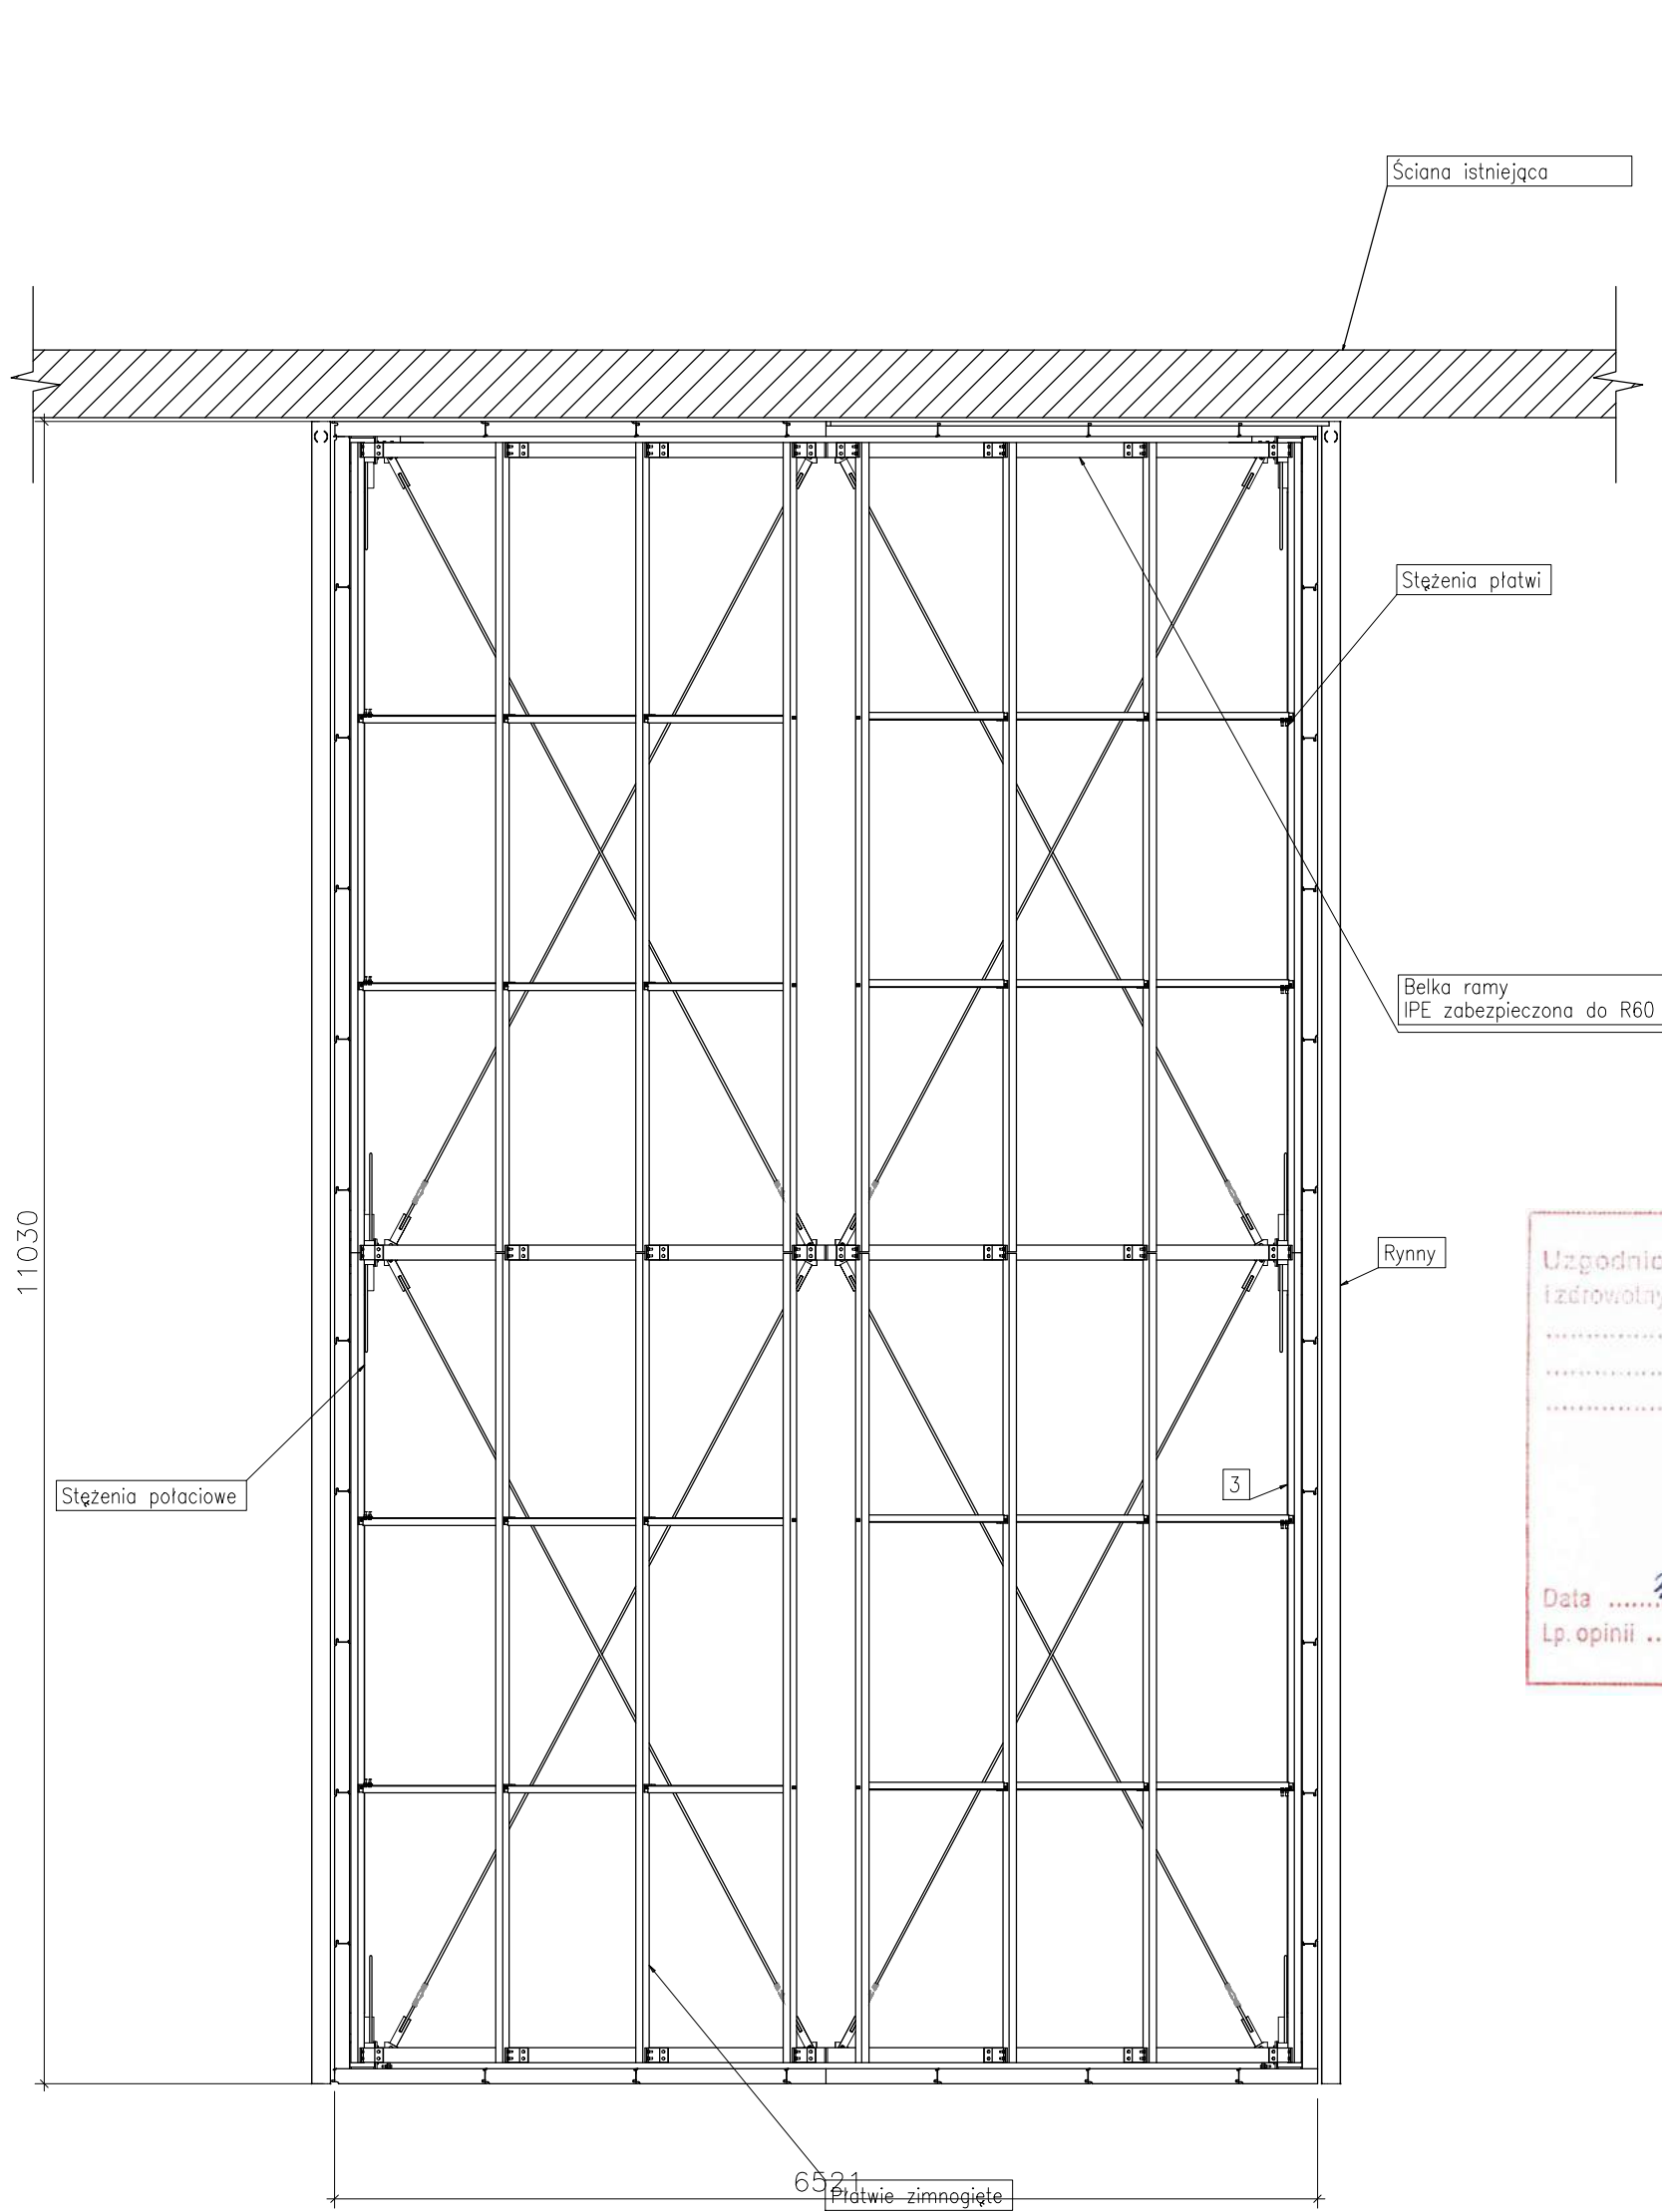 Ściana istniejąca
Stężenia płatwi
Belka ramy
IPE zabezpieczona do R60
11030
Rynny
3
Stężenia połaciowe
Data
Lp. opinii
6521
Płatwie zimnogięte